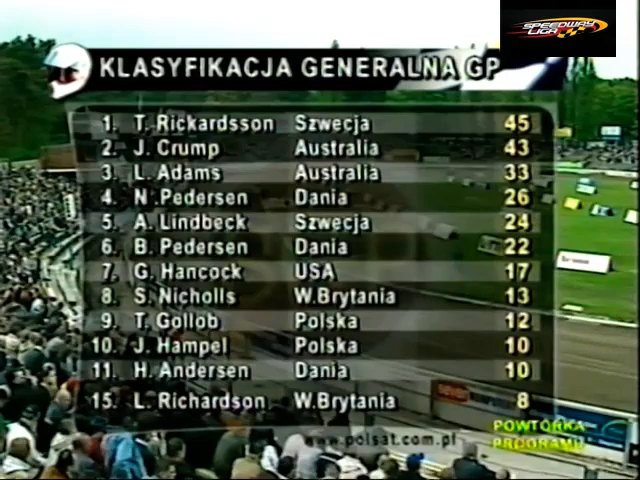 SPEEDWAY
LIGA
KLASYFIKACJA GENERALNA GP
1. T. Rickardsson Szwecja 45
2. J. Crump Australia 43
3. L. Adams Australia 33
4. N .Pedersen Dania 26
5. A. Lindbeck Szwecja 24
6. B. Pedersen Dania 22
7. G. Hancock USA 17
8. S. Nicholls W.Brytania 13
9. T. Gollob Polska 12
10. J. Hampel Polska 10
11. H. Andersen Dania 10
15. L. Richardson W.Brytania 8
POWTÓRKA
PROGRAMU
www.polsat.com.pl